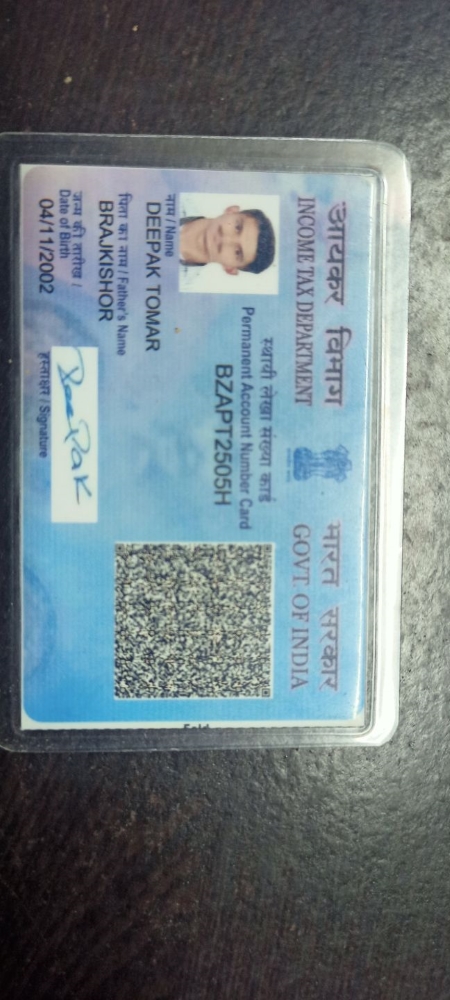 आयकर विभाग
INCOME TAX DEPARTMENT
भारत सरकार
GOVT. OF INDIA
स्थायी लेखा संख्या कार्ड
Permanent Account Number Card
BZAPT2505H
नाम / Name
DEEPAK TOMAR
पिता का नाम / Father's Name
BRAJKISHOR
जन्म की तारीख /
Date of Birth
04/11/2002
Deepak
हस्ताक्षर / Signature